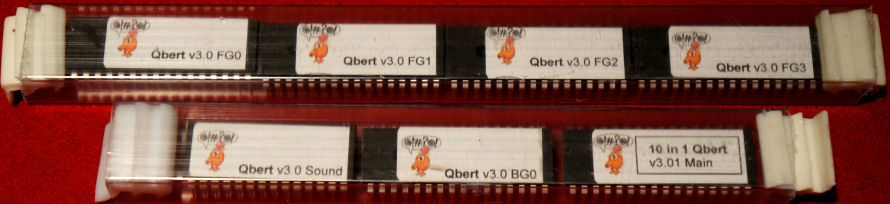 @!#?@!
Qbert v3.0 FG0
@!#?@!
Qbert v3.0 FG1
@!#?@!
Qbert v3.0 FG2
@!#?@!
Qbert v3.0 FG3
@!#?@!
Qbert v3.0 Sound
@!#?@!
Qbert v3.0 BG0
@!#?@!
10 in 1 Qbert
v3.01 Main